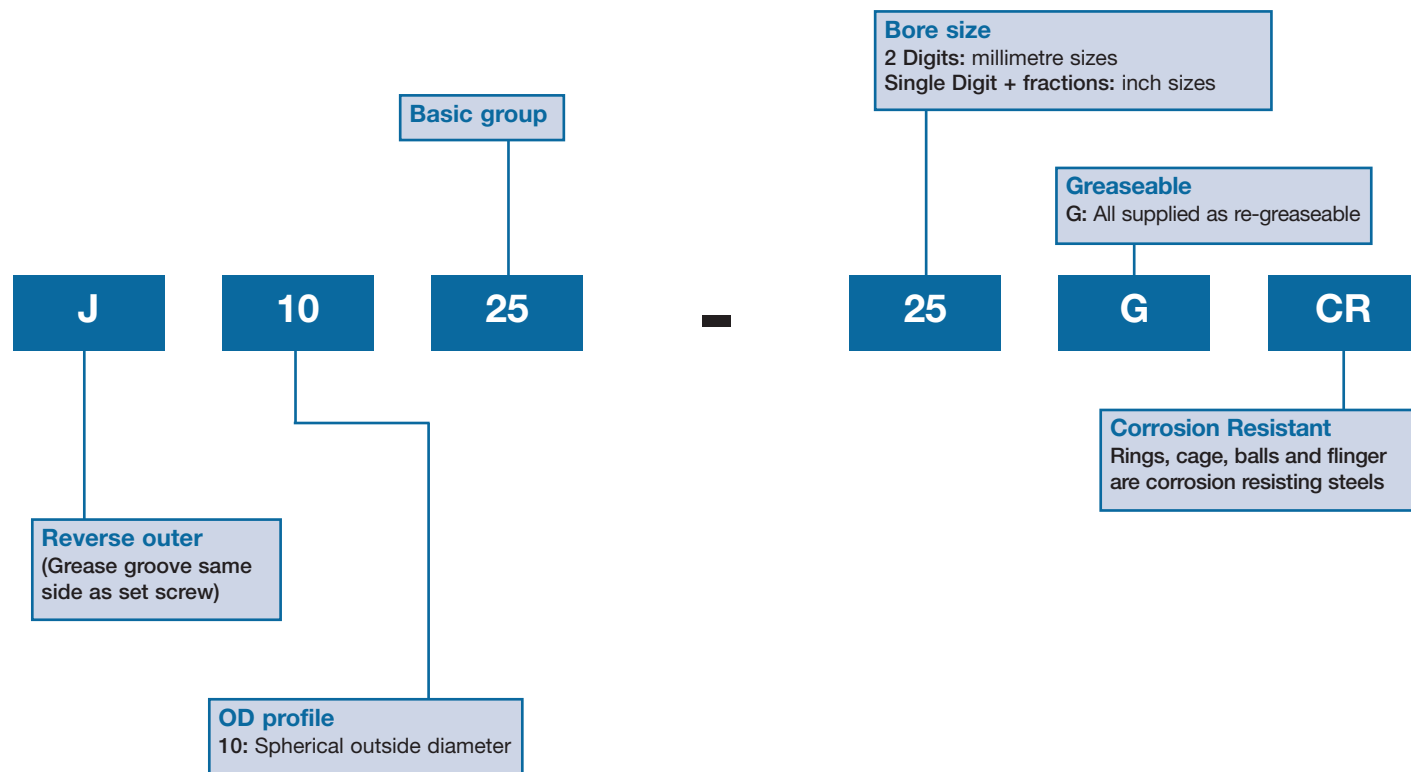 Bore size
2 Digits: millimetre sizes
Single Digit + fractions: inch sizes
Basic group
Greaseable
G: All supplied as re-greaseable
J 10 25 - 25 G CR
Corrosion Resistant
Rings, cage, balls and flinger
are corrosion resisting steels
Reverse outer
(Grease groove same
side as set screw)
OD profile
10: Spherical outside diameter